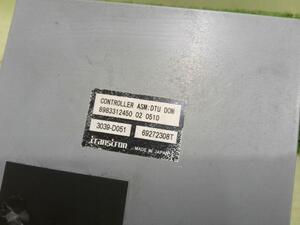 CONTROLLER ASM:DTU DOM
8983312450 02 0510
3039-D051 69272308T
Transtron MADE IN JAPAN